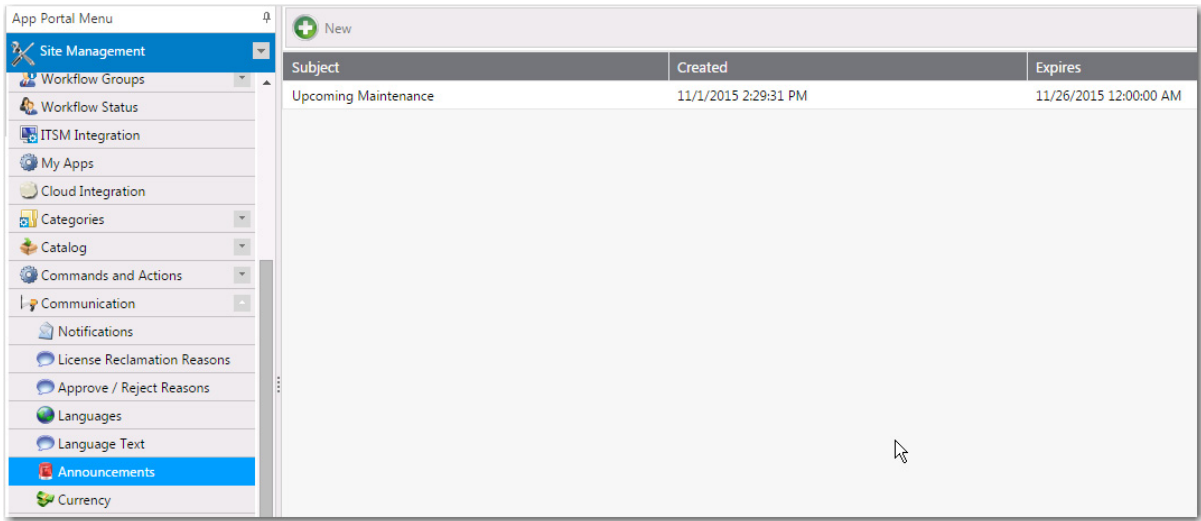 App Portal Menu
Site Management
Workflow Groups
Workflow Status
ITSM Integration
My Apps
Cloud Integration
Categories
Catalog
Commands and Actions
Communication
Notifications
License Reclamation Reasons
Approve / Reject Reasons
Languages
Language Text
Announcements
Currency
New
Subject Created Expires
Upcoming Maintenance 11/1/2015 2:29:31 PM 11/26/2015 12:00:00 AM